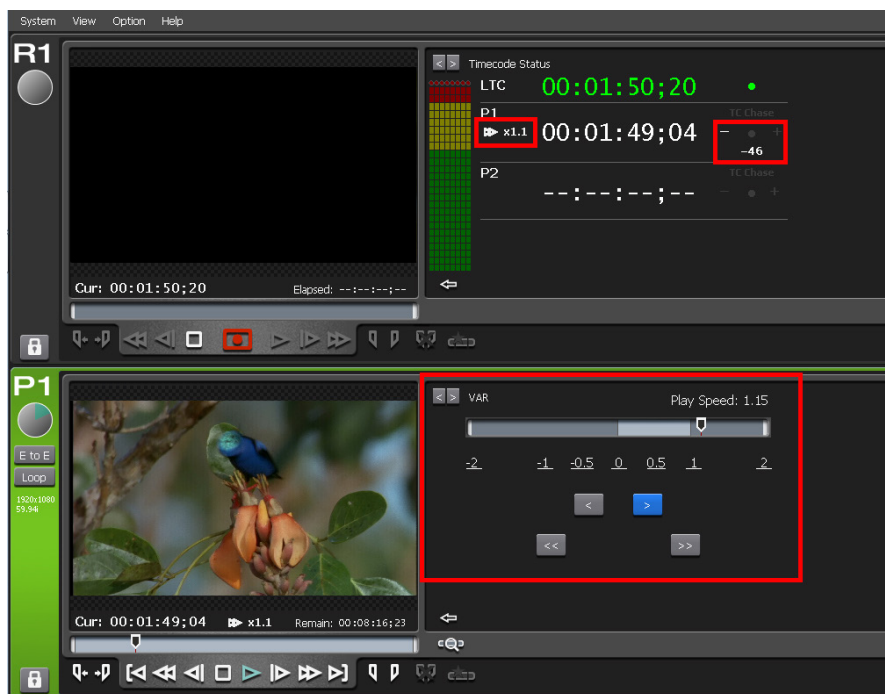 System View Option Help
R1
< > Timecode Status
LTC 00:01:50;20
P1 TC Chase
x1.1 00:01:49;04 - +
-46
P2 TC Chase
--:--:--;-- - +
Cur: 00:01:50;20 Elapsed: --:--:--;--
P1
E to E
Loop
1920x1080
59.94i
< > VAR Play Speed: 1.15
-2 -1 -0.5 0 0.5 1 2
< >
<< >>
Cur: 00:01:49;04 x1.1 Remain: 00:08:16;23